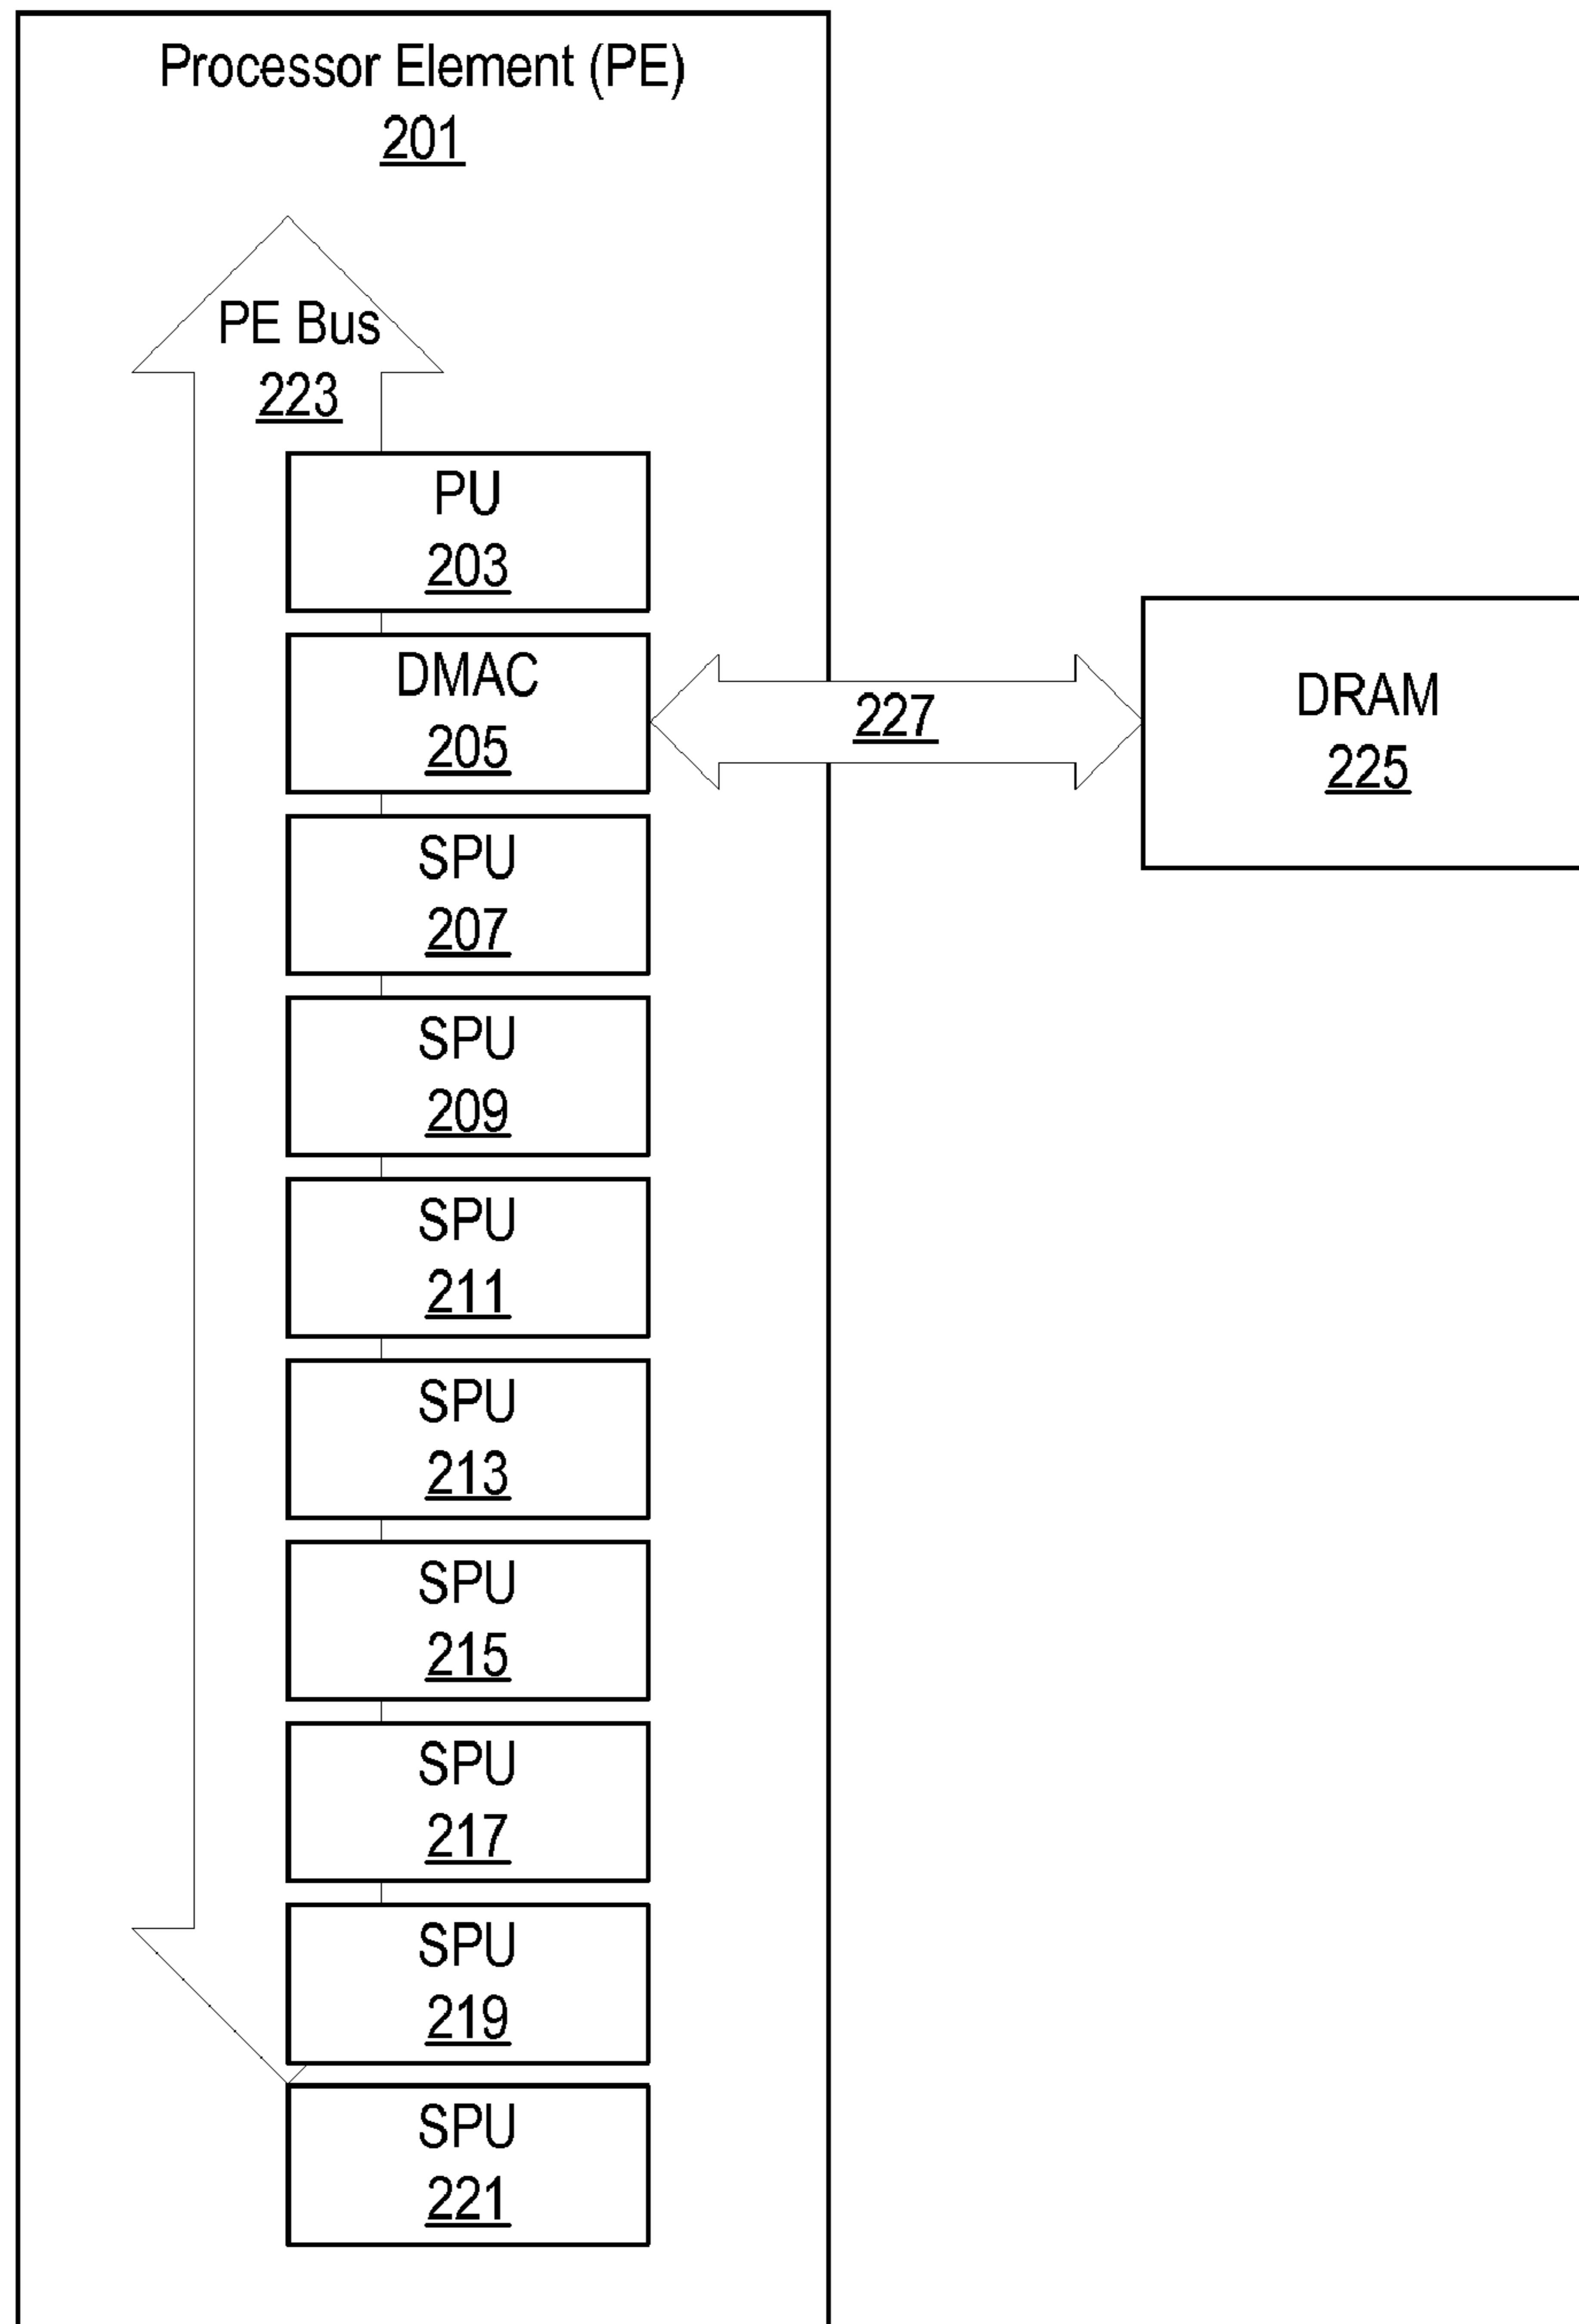 Processor Element (PE)
201
PE Bus
223
PU
203
DMAC
205
227
DRAM
225
SPU
207
SPU
209
SPU
211
SPU
213
SPU
215
SPU
217
SPU
219
SPU
221